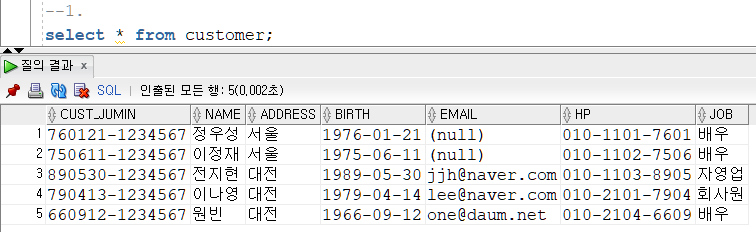 --1.
select * from customer;
질의 결과 x
SQL | 인출된 모든 행: 5(0,002초)
CUST_JUMIN NAME ADDRESS BIRTH EMAIL HP JOB
1 760121-1234567 정우성 서울 1976-01-21 (null) 010-1101-7601 배우
2 750611-1234567 이정재 서울 1975-06-11 (null) 010-1102-7506 배우
3 890530-1234567 전지현 대전 1989-05-30 jjh@naver.com 010-1103-8905 자영업
4 790413-1234567 이나영 대전 1979-04-14 lee@naver.com 010-2101-7904 회사원
5 660912-1234567 원빈 대전 1966-09-12 one@daum.net 010-2104-6609 배우